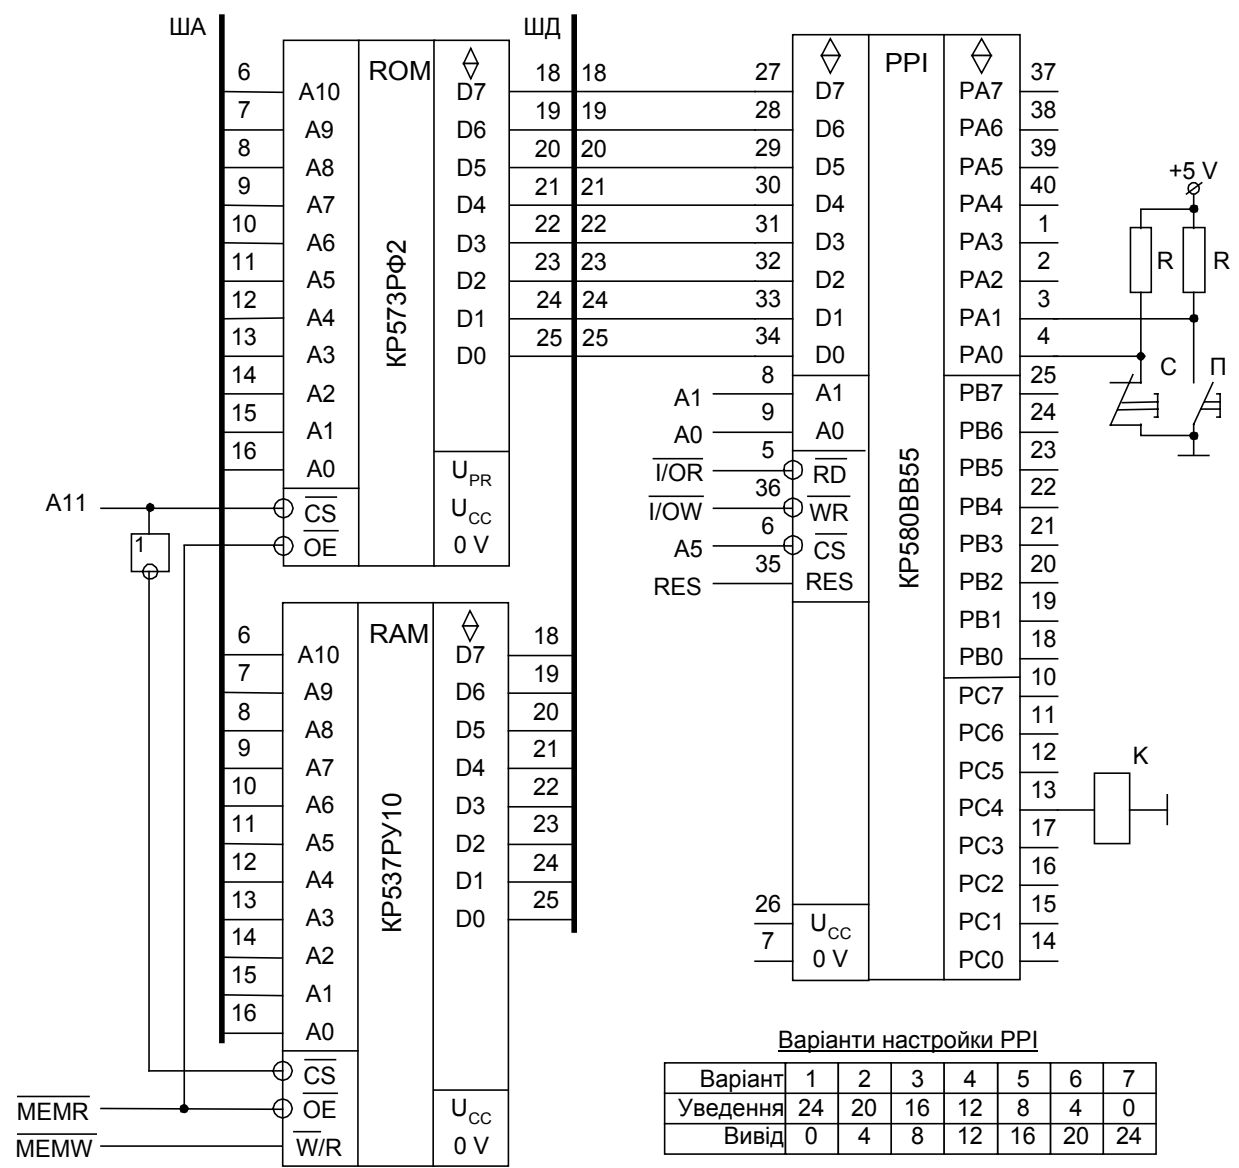 ША
ШД
ROM
КР573РФ2
6 A10
7 A9
8 A8
9 A7
10 A6
11 A5
12 A4
13 A3
14 A2
15 A1
16 A0
A11
CS
OE
1
D7 18 18
D6 19 19
D5 20 20
D4 21 21
D3 22 22
D2 23 23
D1 24 24
D0 25 25
UPR
UCC
0 V
RAM
КР537РУ10
6 A10
7 A9
8 A8
9 A7
10 A6
11 A5
12 A4
13 A3
14 A2
15 A1
16 A0
CS
MEMR OE
MEMW W/R
D7 18
D6 19
D5 20
D4 21
D3 22
D2 23
D1 24
D0 25
UCC
0 V
PPI
КР580ВВ55
27 D7
28 D6
29 D5
30 D4
31 D3
32 D2
33 D1
34 D0
A1 8 A1
A0 9 A0
I/OR 5 RD
I/OW 36 WR
A5 6 CS
RES 35 RES
26 UCC
7 0 V
PA7 37
PA6 38
PA5 39
PA4 40
PA3 1
PA2 2
PA1 3
PA0 4
PB7 25
PB6 24
PB5 23
PB4 22
PB3 21
PB2 20
PB1 19
PB0 18
PC7 10
PC6 11
PC5 12
PC4 13
PC3 17
PC2 16
PC1 15
PC0 14
+5 V
R R
С П
K
Варіанти настройки PPI
Варіант 1 2 3 4 5 6 7
Уведення 24 20 16 12 8 4 0
Вивід 0 4 8 12 16 20 24